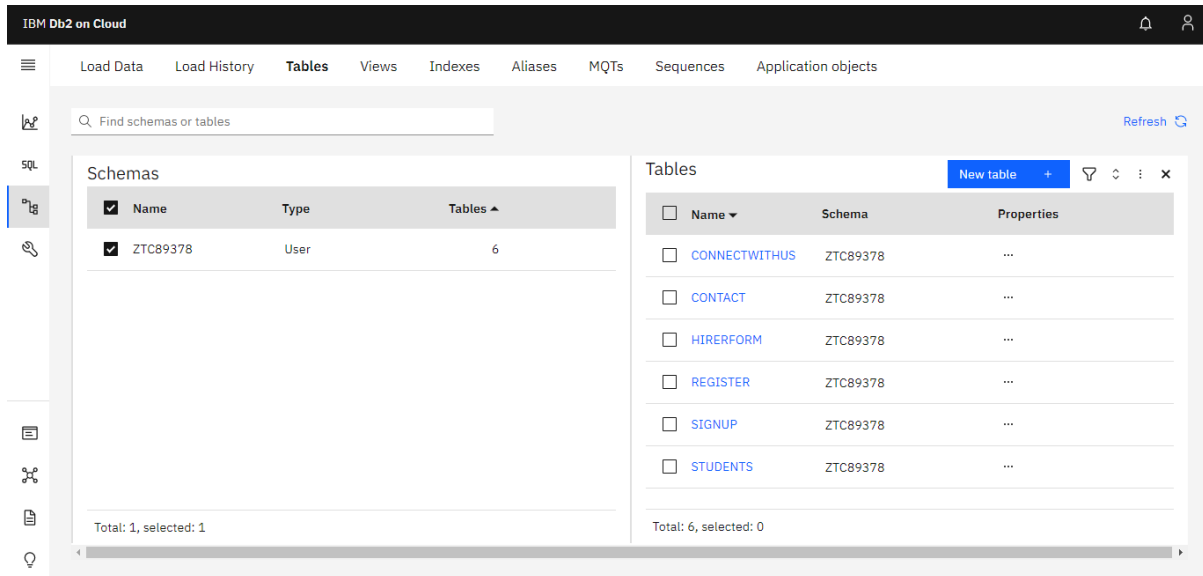 IBM Db2 on Cloud
Load Data Load History Tables Views Indexes Aliases MQTs Sequences Application objects
Find schemas or tables
Refresh
SQL
Schemas
Name Type Tables
ZTC89378 User 6
Total: 1, selected: 1
Tables
New table +
Name Schema Properties
CONNECTWITHUS ZTC89378 ...
CONTACT ZTC89378 ...
HIRERFORM ZTC89378 ...
REGISTER ZTC89378 ...
SIGNUP ZTC89378 ...
STUDENTS ZTC89378 ...
Total: 6, selected: 0